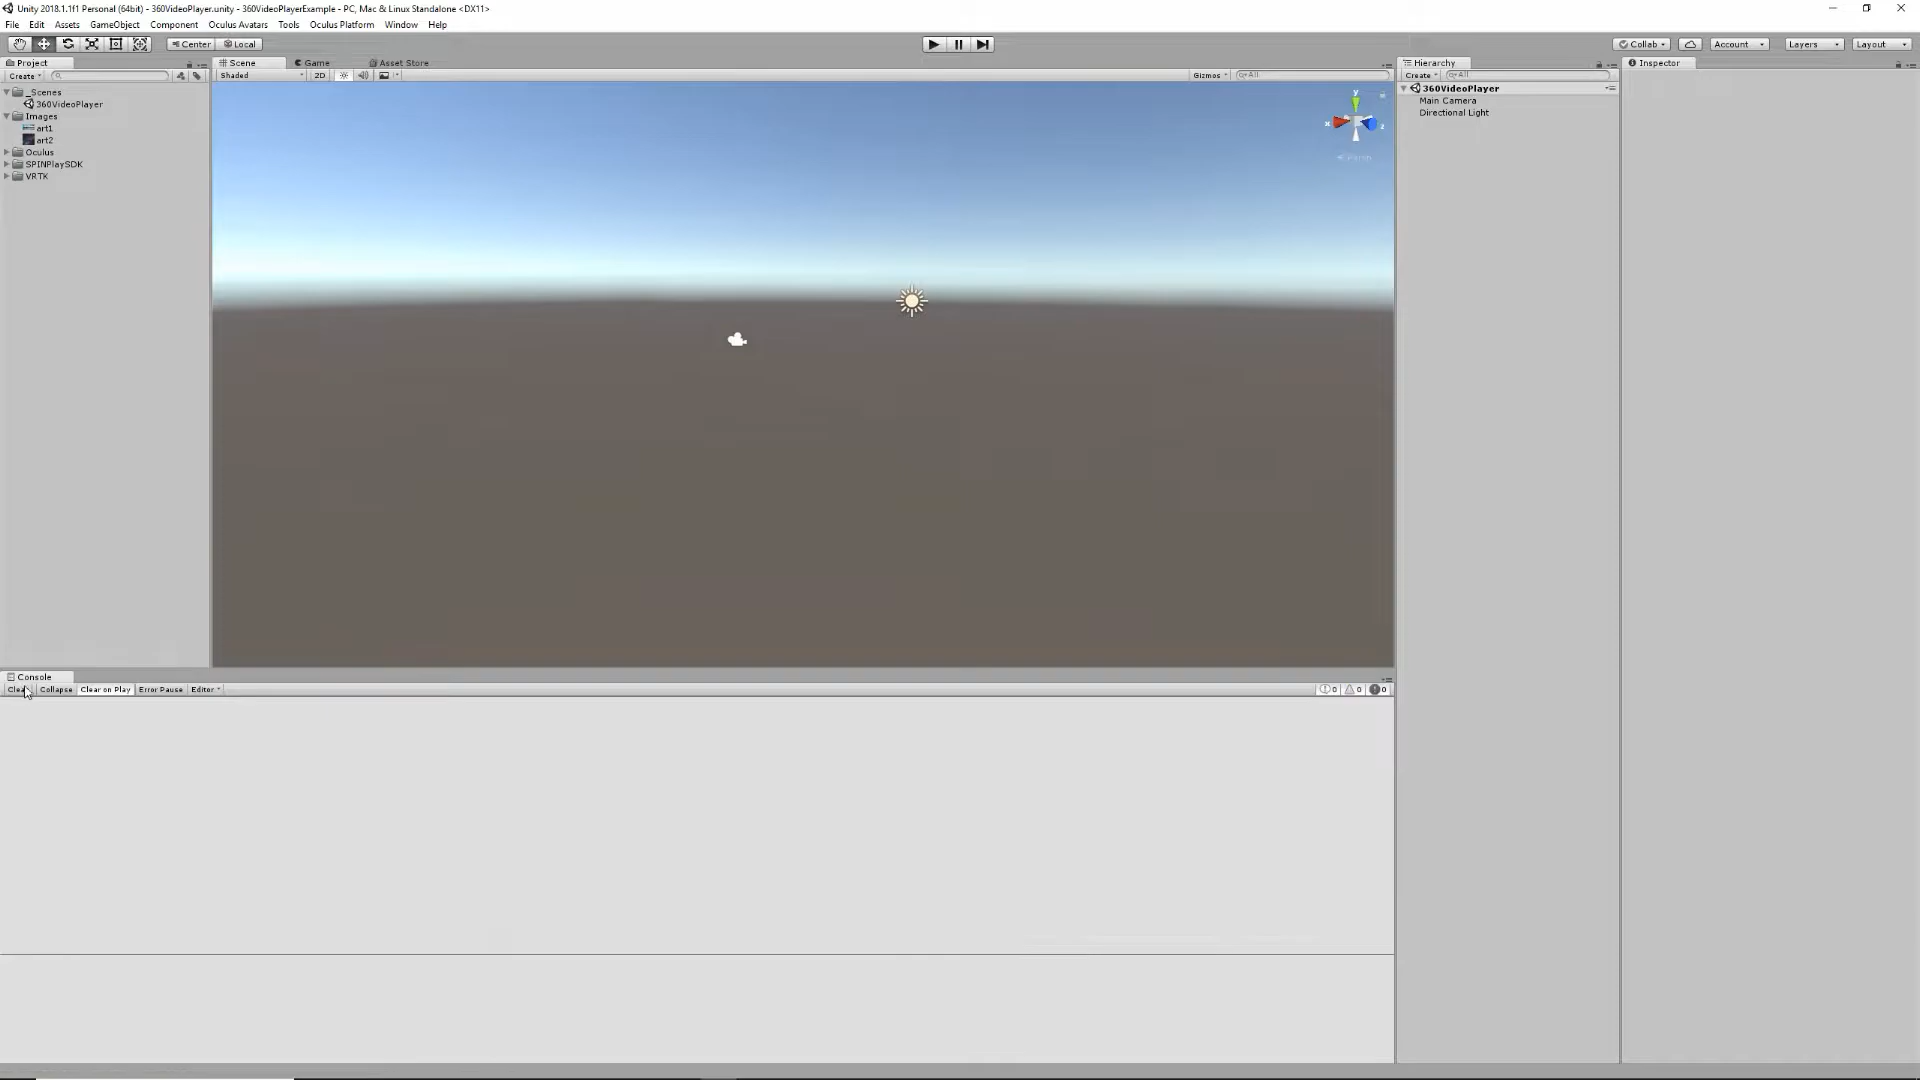 Unity 2018.1.1f1 Personal (64bit) - 360VideoPlayer.unity - 360VideoPlayerExample - PC, Mac & Linux Standalone <DX11>
File Edit Assets GameObject Component Oculus Avatars Tools Oculus Platform Window Help
Center Local Collab Account Layers Layout
Project Scene Game Asset Store Hierarchy Inspector
Create Shaded 2D Gizmos All Create All
_Scenes
360VideoPlayer
Images
art1
art2
Oculus
SPINPlaySDK
VRTK
y
x z
360VideoPlayer
Main Camera
Directional Light
Console
Collapse Clear on Play Error Pause Editor 0 0 0